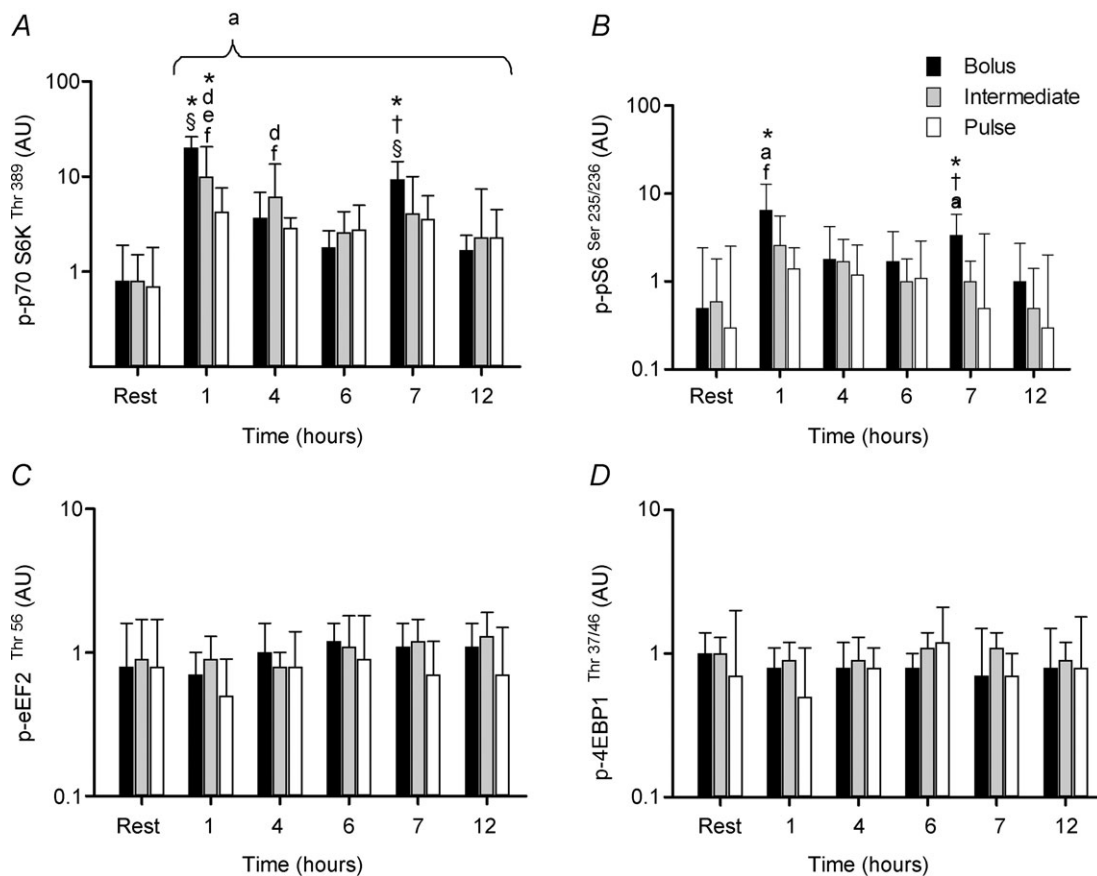 A
a
p-p70 S6K Thr 389 (AU)
100
10
1
*
§
*
d
e
f
d
f
*
†
§
Rest 1 4 6 7 12
Time (hours)
B
Bolus
Intermediate
Pulse
p-pS6 Ser 235/236 (AU)
100
10
1
0.1
*
a
f
*
†
a
Rest 1 4 6 7 12
Time (hours)
C
p-eEF2 Thr 56 (AU)
10
1
0.1
Rest 1 4 6 7 12
Time (hours)
D
p-4EBP1 Thr 37/46 (AU)
10
1
0.1
Rest 1 4 6 7 12
Time (hours)